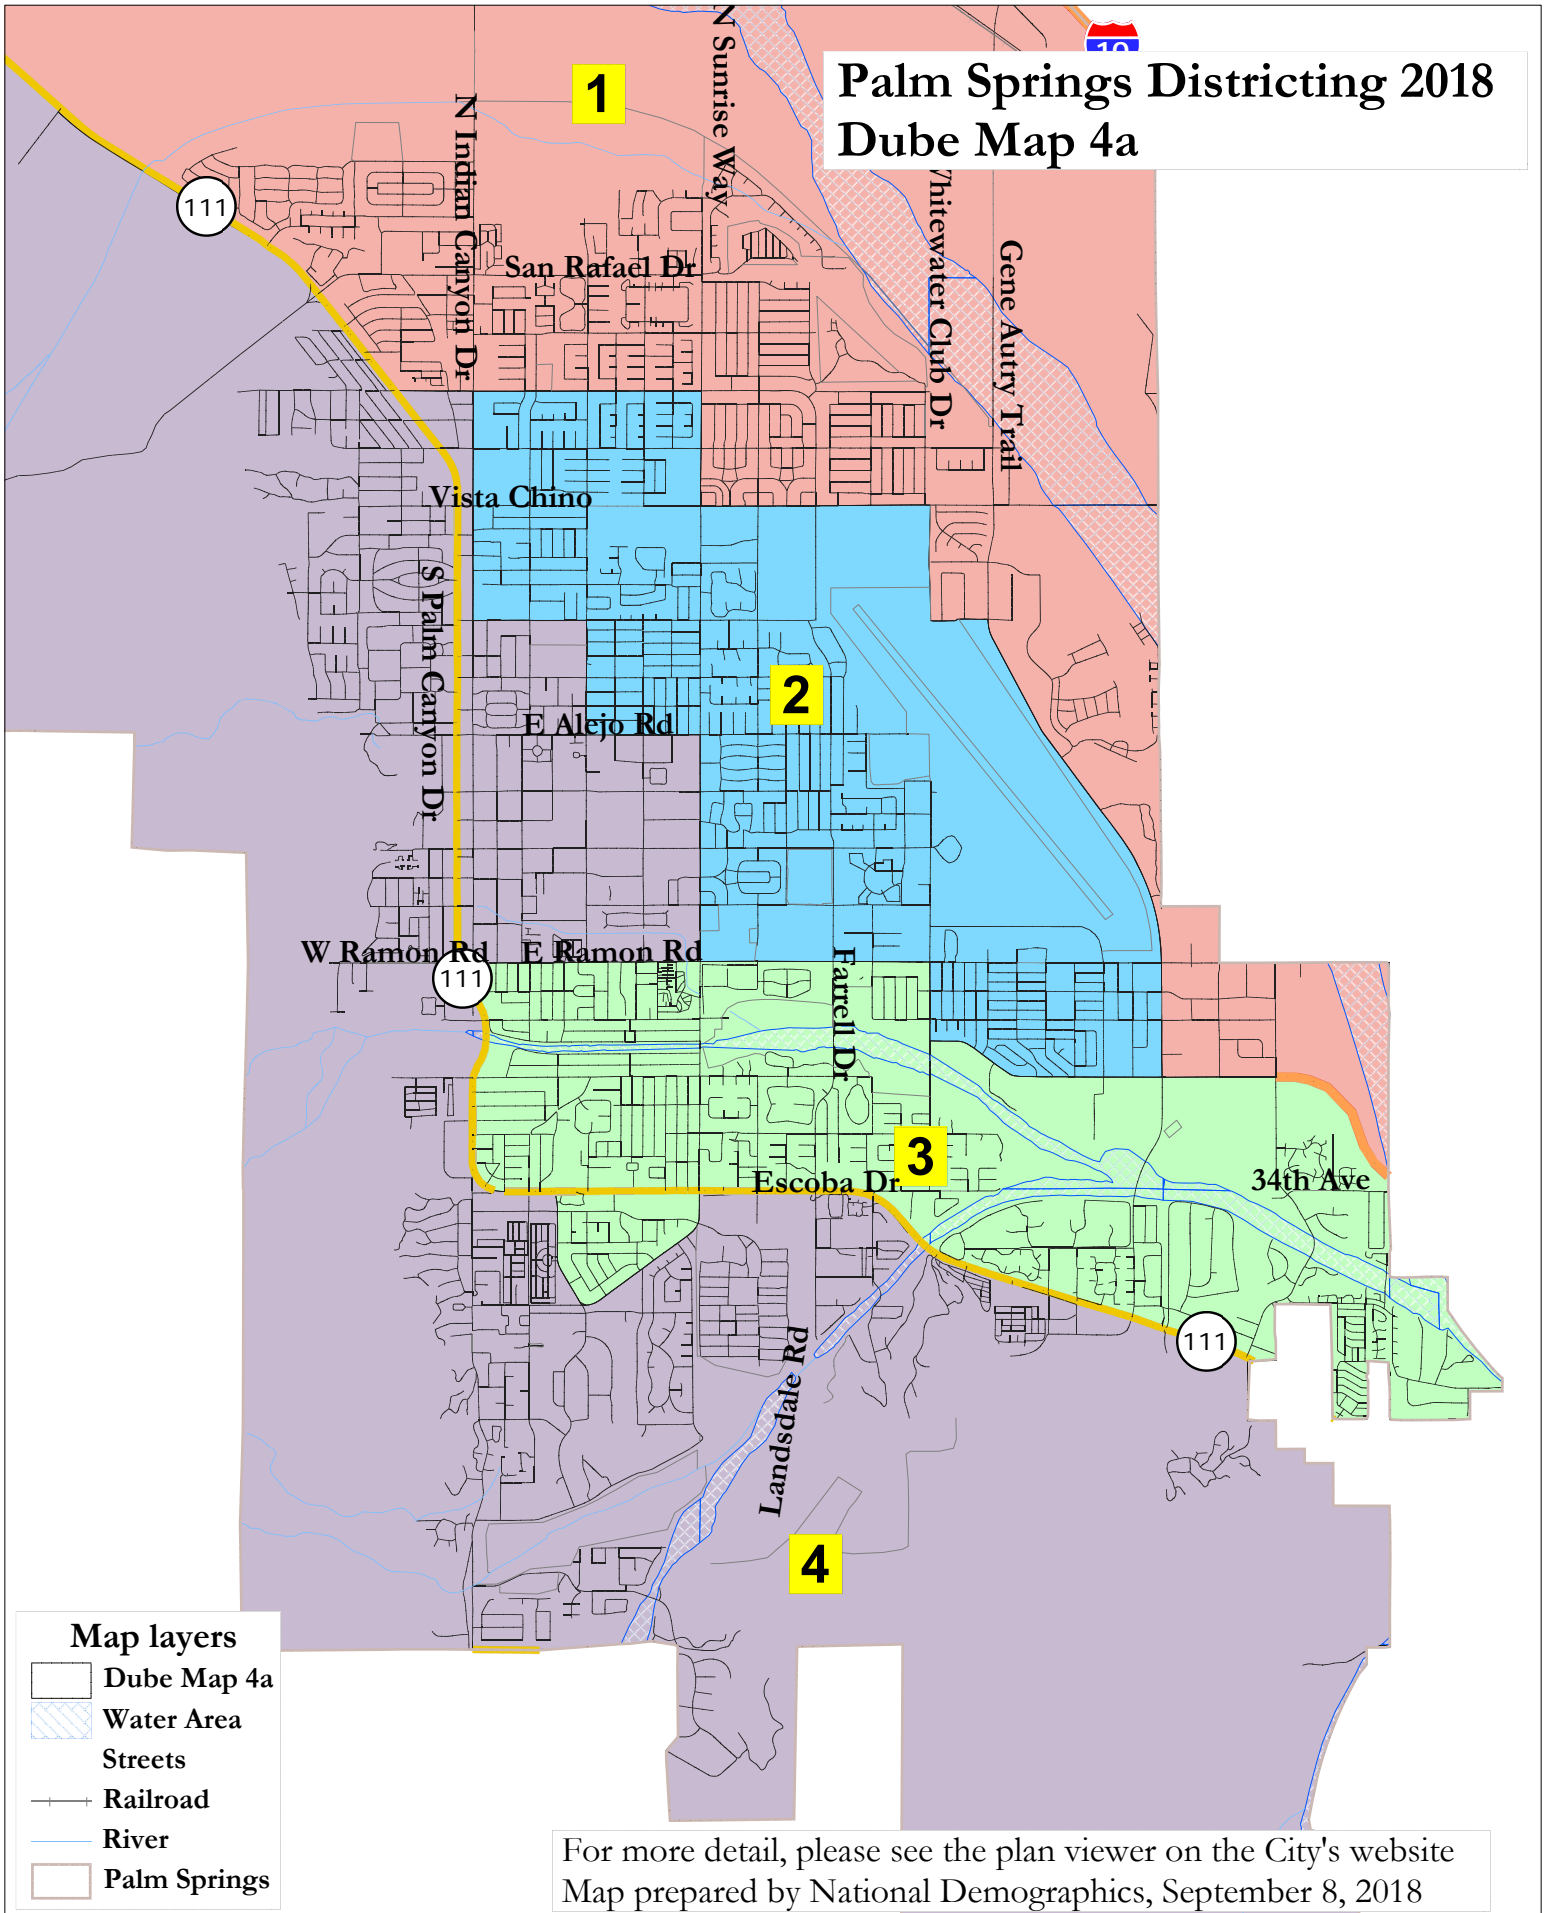 Palm Springs Districting 2018
Dube Map 4a
10
1
N Sunrise Way
N Indian Canyon Dr
111
San Rafael Dr
Whitewater Club Dr
Gene Autry Trail
Vista Chino
S Palm Canyon Dr
2
E Alejo Rd
W Ramon Rd
E Ramon Rd
111
Farrell Dr
3
Escoba Dr
34th Ave
111
Landsdale Rd
4
Map layers
Dube Map 4a
Water Area
Streets
Railroad
River
Palm Springs
For more detail, please see the plan viewer on the City's website
Map prepared by National Demographics, September 8, 2018